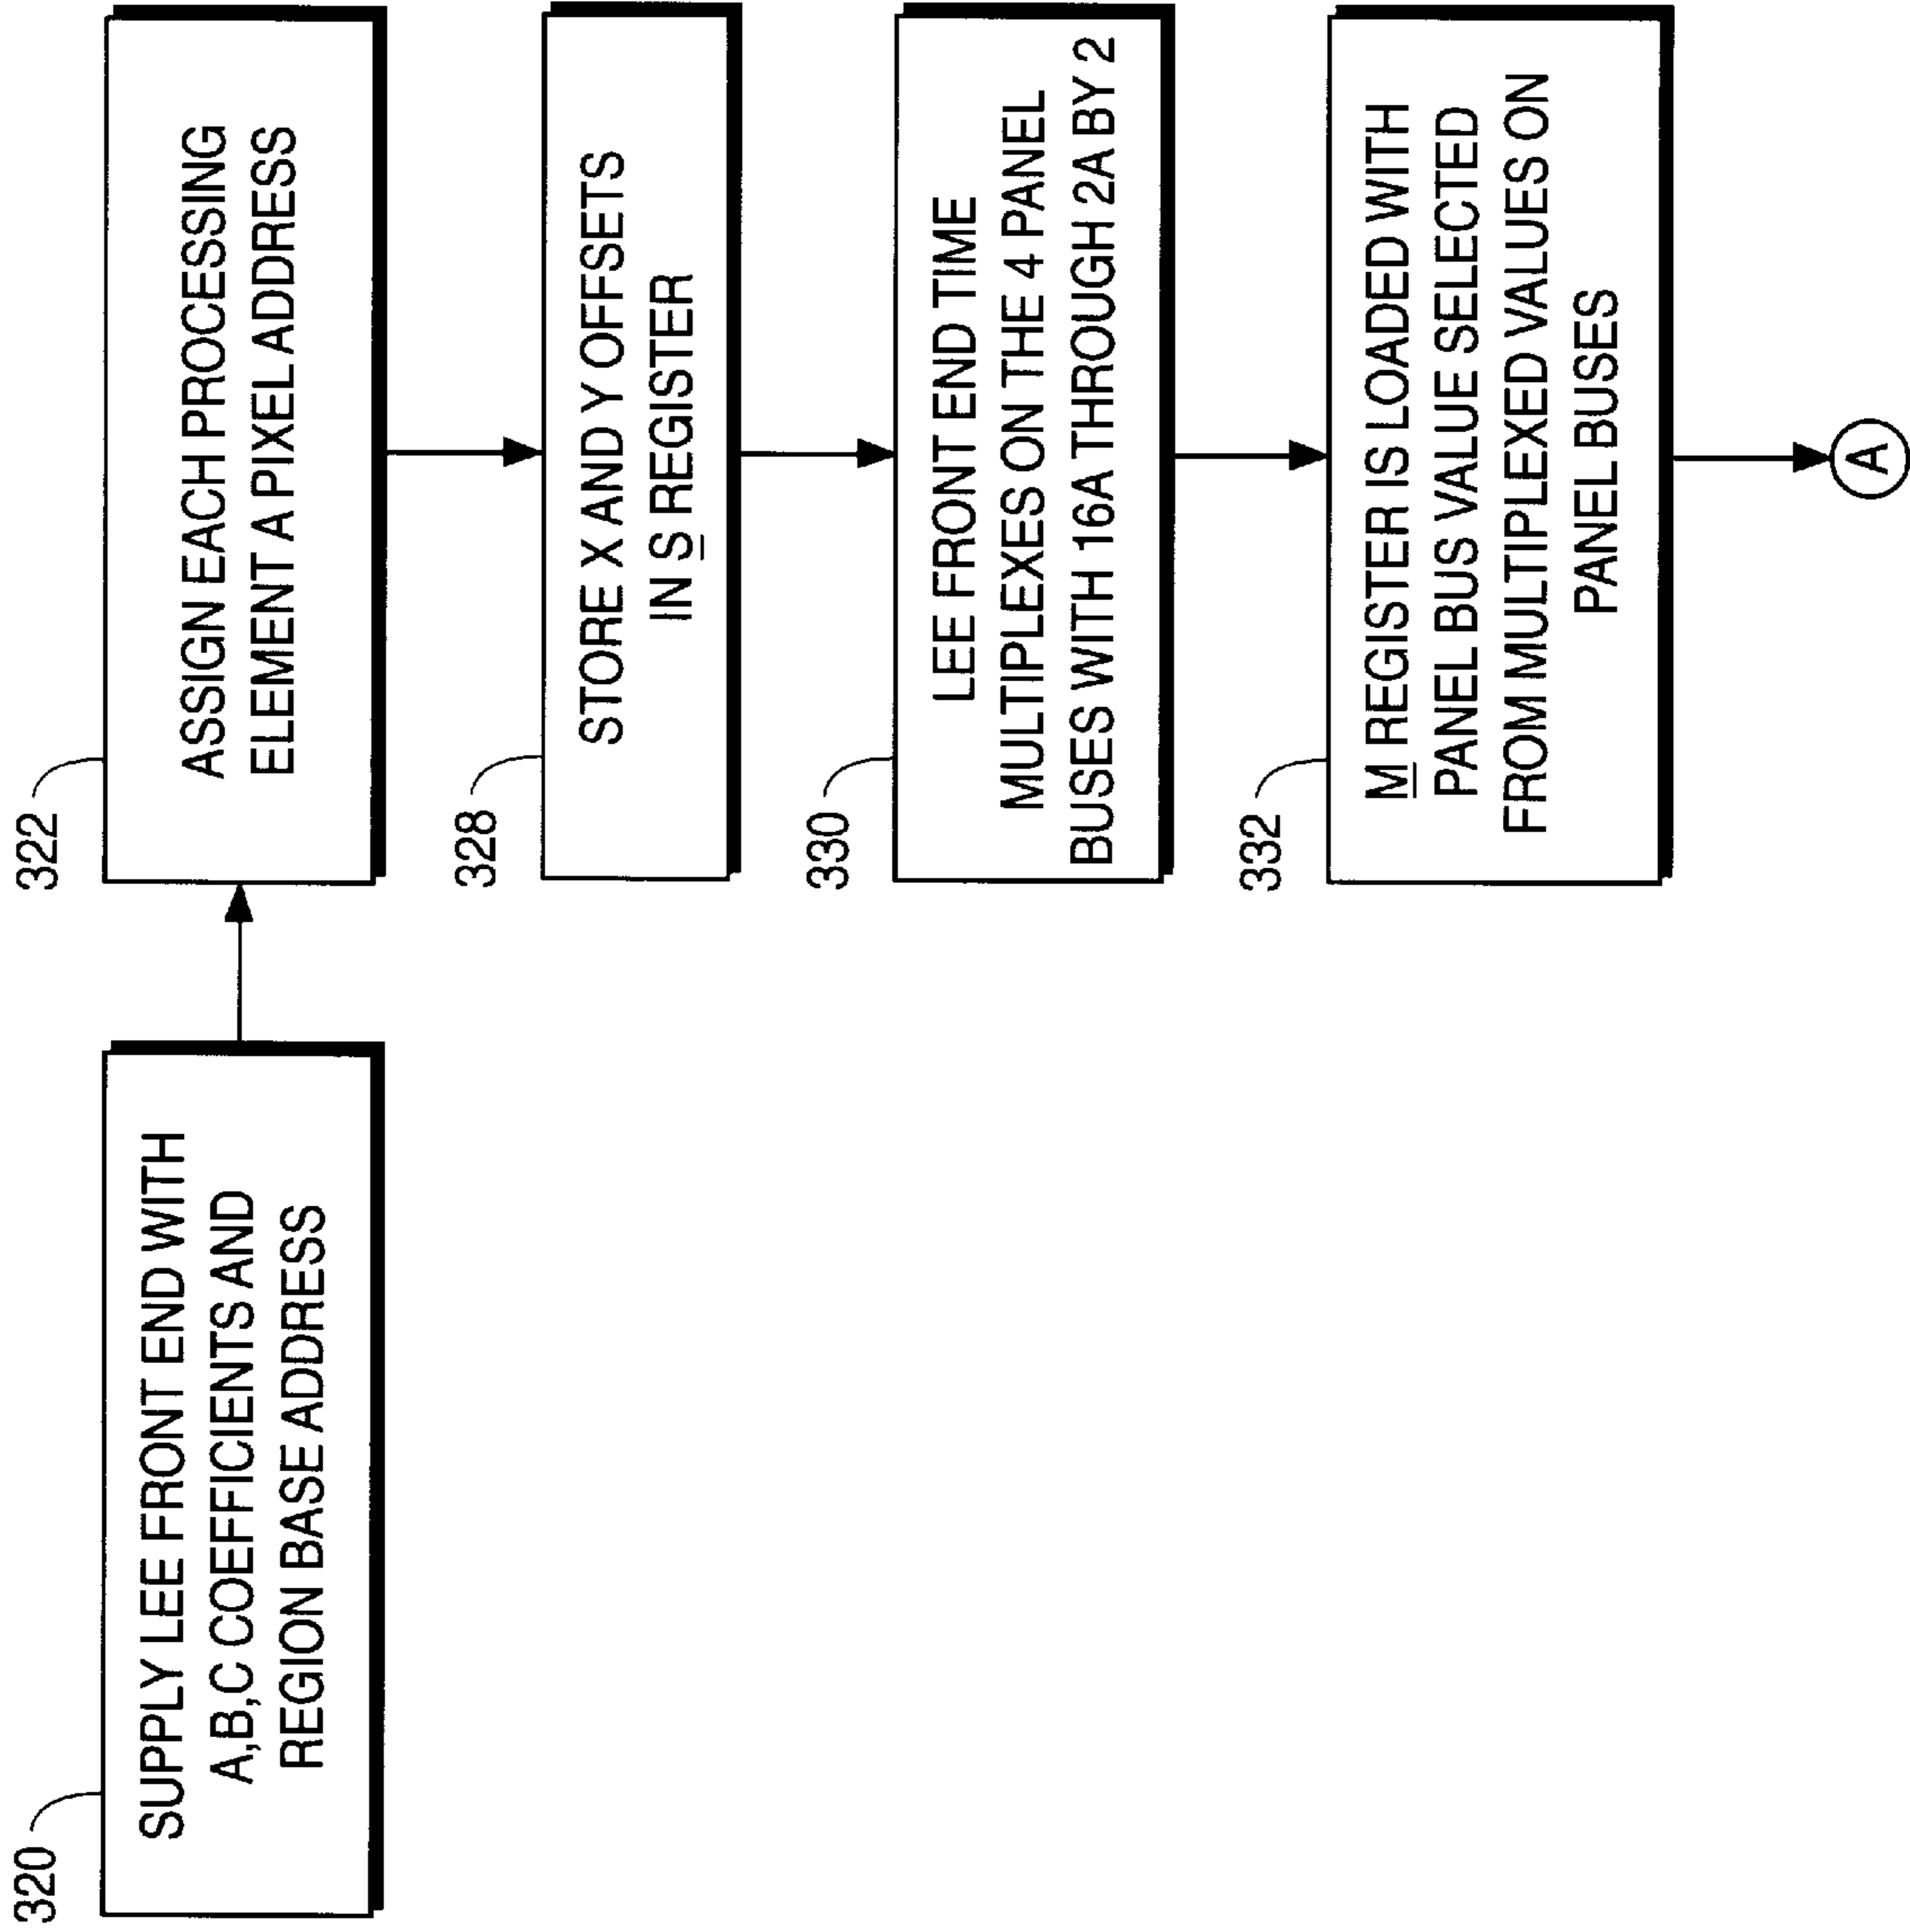 320
SUPPLY LEE FRONT END WITH
A,B,C COEFFICIENTS AND
REGION BASE ADDRESS
322
ASSIGN EACH PROCESSING
ELEMENT A PIXEL ADDRESS
328
STORE X AND Y OFFSETS
IN S REGISTER
330
LEE FRONT END TIME
MULTIPLEXES ON THE 4 PANEL
BUSES WITH 16A THROUGH 2A BY 2
332
M REGISTER IS LOADED WITH
PANEL BUS VALUE SELECTED
FROM MULTIPLEXED VALUES ON
PANEL BUSES
A